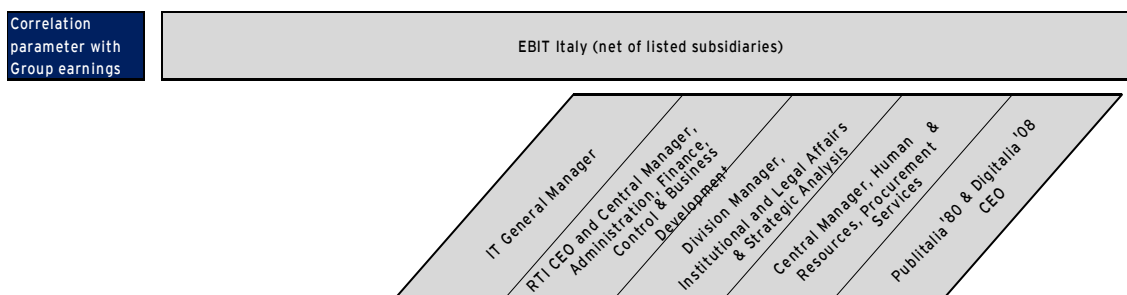 Correlation
parameter with
Group earnings
EBIT Italy (net of listed subsidiaries)
IT General Manager
RTI CEO and Central Manager,
Administration, Finance,
Control & Business
Development
Division Manager,
Institutional and Legal Affairs
& Strategic Analysis
Central Manager, Human &
Resources, Procurement
Services
Publitalia '80 & Digitalia '08
CEO